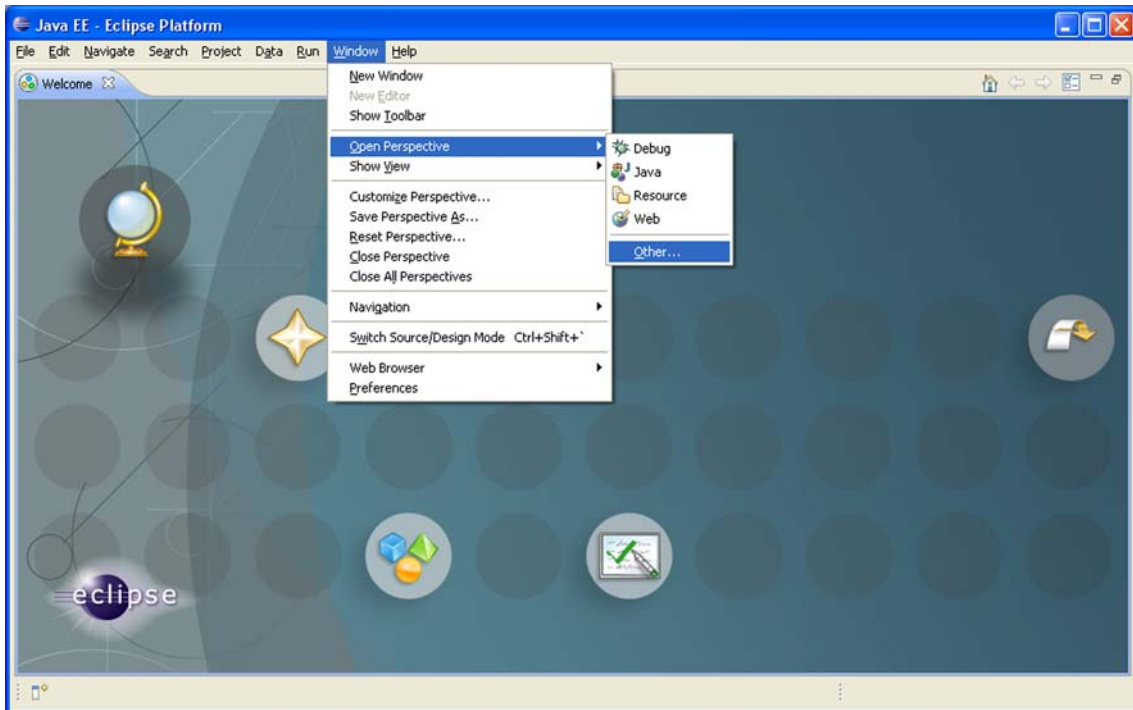 Java EE - Eclipse Platform
File Edit Navigate Search Project Data Run Window Help
Welcome
New Window
New Editor
Show Toolbar
Open Perspective
Show View
Customize Perspective...
Save Perspective As...
Reset Perspective...
Close Perspective
Close All Perspectives
Navigation
Switch Source/Design Mode Ctrl+Shift+`
Web Browser
Preferences
Debug
Java
Resource
Web
Other...
eclipse